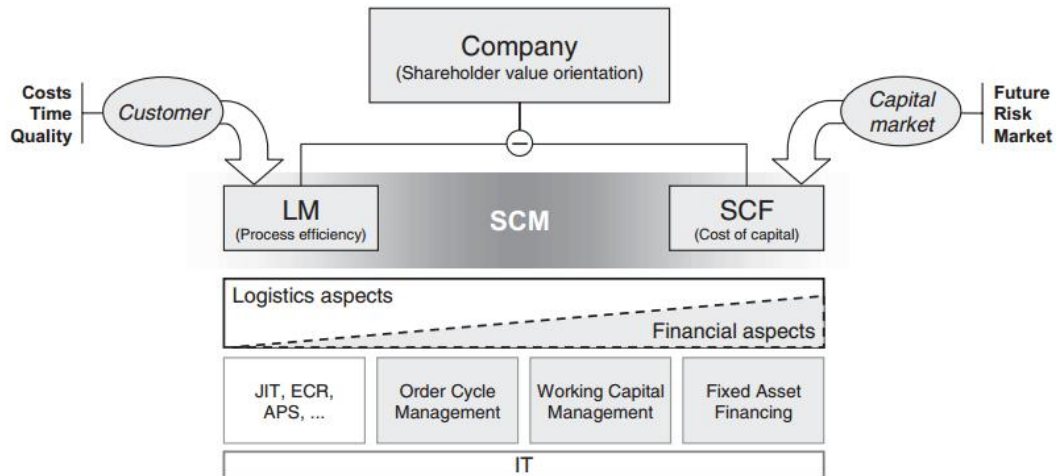 Company
(Shareholder value orientation)
Costs
Time
Quality
Customer
Capital
market
Future
Risk
Market
LM
(Process efficiency)
SCM
SCF
(Cost of capital)
Logistics aspects
Financial aspects
JIT, ECR,
APS, ...
Order Cycle
Management
Working Capital
Management
Fixed Asset
Financing
IT